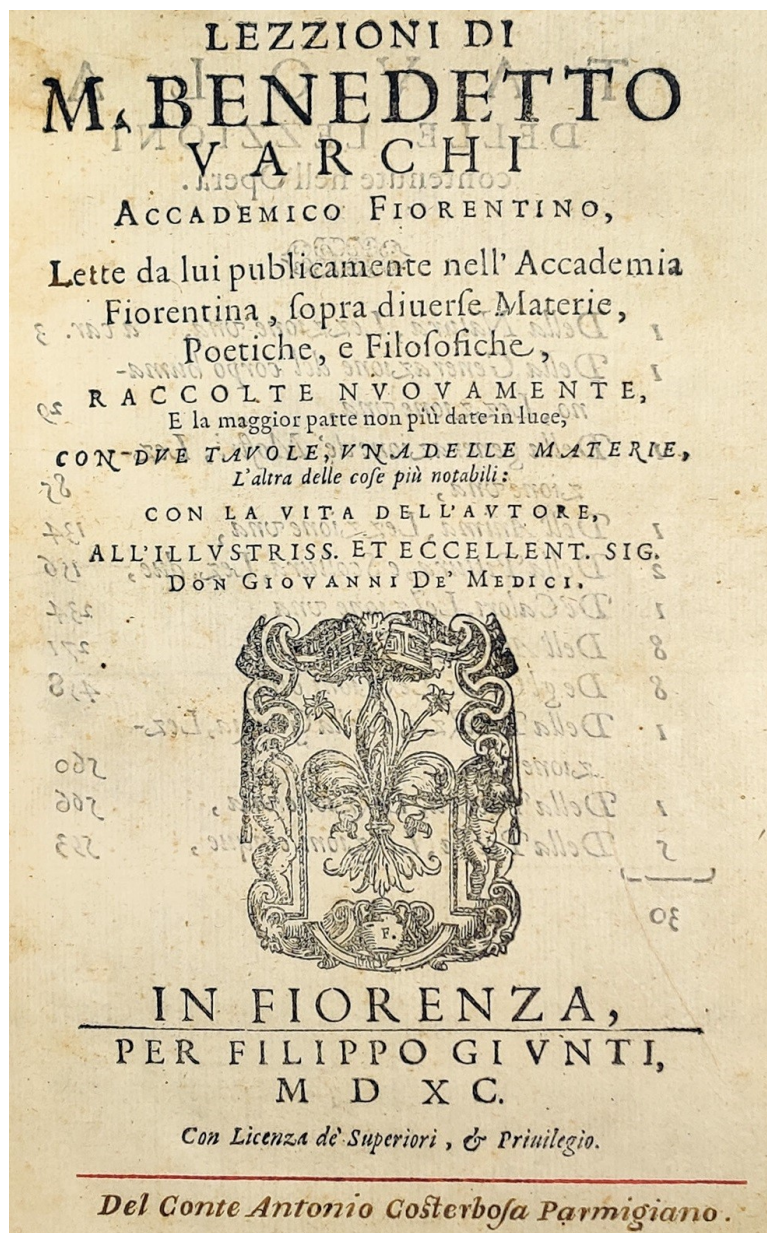 LEZZIONI DI
M. BENEDETTO
VARCHI
ACCADEMICO FIORENTINO,
Lette da lui publicamente nell' Accademia
Fiorentina, ſopra diuerſe Materie,
Poetiche, e Filoſofiche,
RACCOLTE NVOVAMENTE,
E la maggior parte non più date in luce,
CON DVE TAVOLE, VNA DELLE MATERIE,
L'altra delle coſe più notabili:
CON LA VITA DELL'AVTORE,
ALL'ILLVSTRISS. ET ECCELLENT. SIG.
DON GIOVANNI DE' MEDICI.
F.
IN FIORENZA,
PER FILIPPO GIVNTI,
M D XC.
Con Licenza de' Superiori, & Priuilegio.
Del Conte Antonio Coſterboſa Parmigiano.